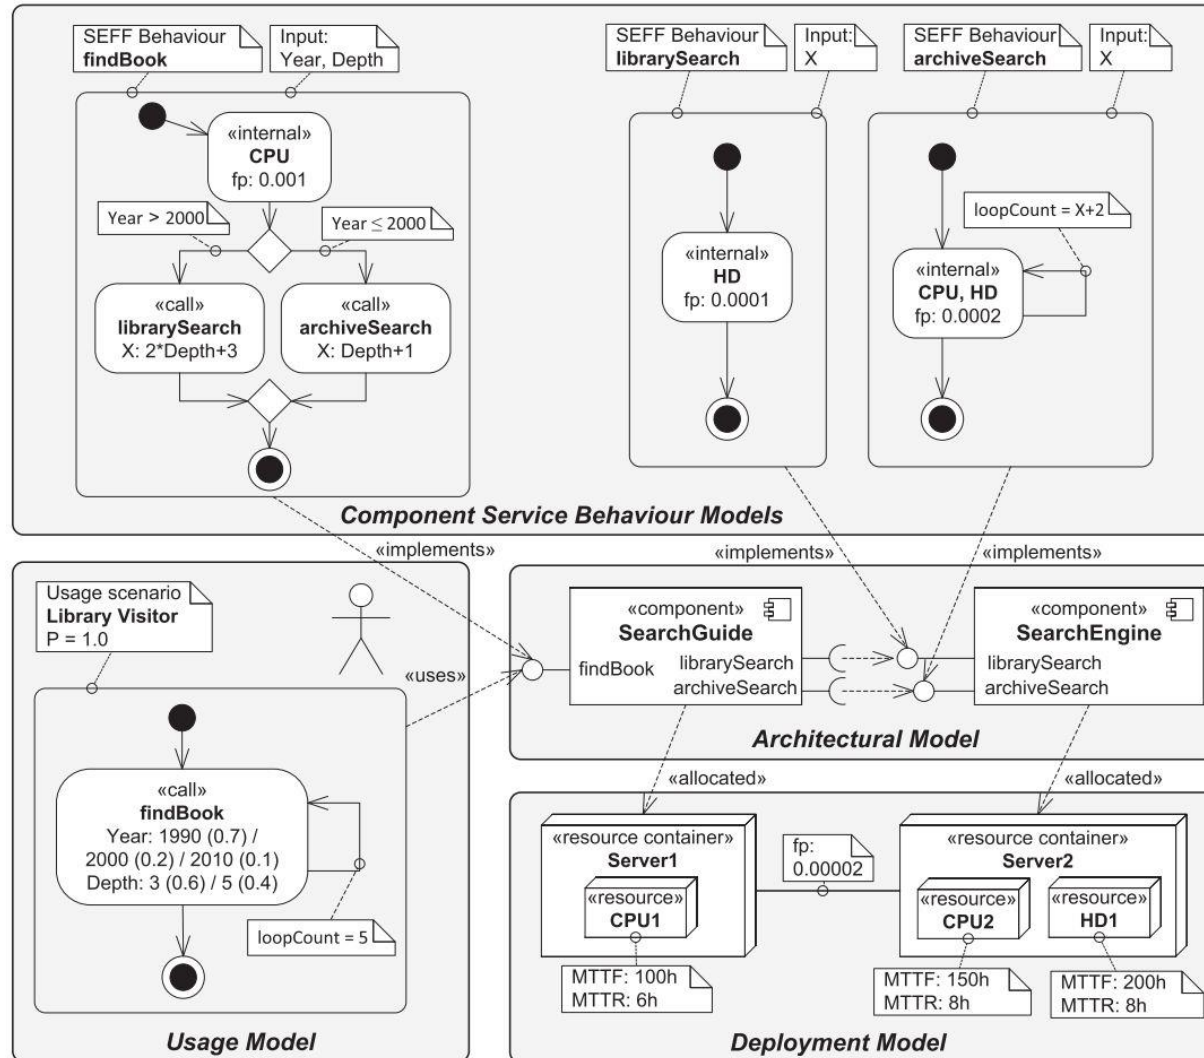 SEFF Behaviour
findBook
Input:
Year, Depth
«internal»
CPU
fp: 0.001
Year > 2000
Year ≤ 2000
«call»
librarySearch
X: 2*Depth+3
«call»
archiveSearch
X: Depth+1
SEFF Behaviour
librarySearch
Input:
X
«internal»
HD
fp: 0.0001
SEFF Behaviour
archiveSearch
Input:
X
loopCount = X+2
«internal»
CPU, HD
fp: 0.0002
Component Service Behaviour Models
«implements»
«implements»
«implements»
Usage scenario
Library Visitor
P = 1.0
«uses»
«call»
findBook
Year: 1990 (0.7) /
2000 (0.2) / 2010 (0.1)
Depth: 3 (0.6) / 5 (0.4)
loopCount = 5
Usage Model
«component»
SearchGuide
findBook
librarySearch
archiveSearch
«component»
SearchEngine
librarySearch
archiveSearch
Architectural Model
«allocated»
«allocated»
«resource container»
Server1
«resource»
CPU1
MTTF: 100h
MTTR: 6h
fp:
0.00002
«resource container»
Server2
«resource»
CPU2
«resource»
HD1
MTTF: 150h
MTTR: 8h
MTTF: 200h
MTTR: 8h
Deployment Model